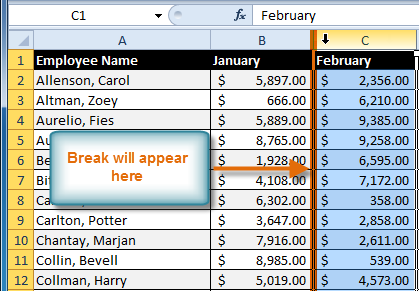 C1 fx February
A B C
1 Employee Name January February
2 Allenson, Carol $ 5,897.00 $ 2,356.00
3 Altman, Zoey $ 666.00 $ 6,210.00
4 Aurelio, Fies $ 5,889.00 $ 9,385.00
5 Au $ 8,765.00 $ 9,258.00
6 Be 1,928.00 $ 6,595.00
7 Bi 4,108.00 $ 7,172.00
8 Ca $ 6,302.00 $ 358.00
9 Carlton, Potter $ 3,647.00 $ 2,858.00
10 Chantay, Marjan $ 7,916.00 $ 2,611.00
11 Collin, Bevell $ 8,985.00 $ 539.00
12 Collman, Harry $ 5,019.00 $ 4,573.00
Break will appear
here